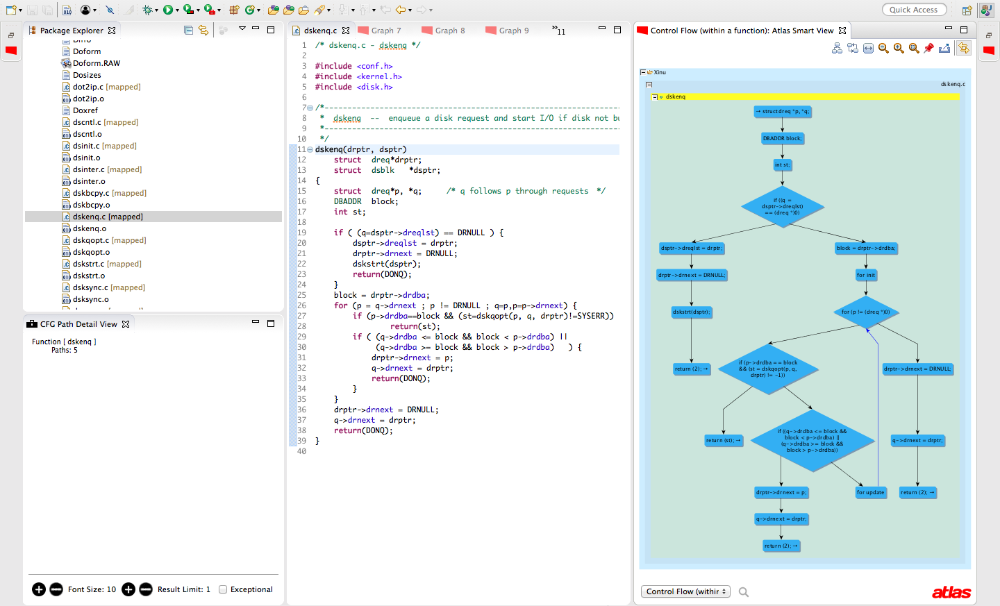 Quick Access
Package Explorer
Dinfo
Doform
Doform.RAW
Dosizes
dot2ip.c [mapped]
dot2ip.o
Doxref
dscntl.c [mapped]
dscntl.o
dsinit.c [mapped]
dsinit.o
dsinter.c [mapped]
dsinter.o
dskbcpy.c [mapped]
dskbcpy.o
dskenq.c [mapped]
dskenq.o
dskqopt.c [mapped]
dskqopt.o
dskstrt.c [mapped]
dskstrt.o
dsksync.c [mapped]
dsksync.o
CFG Path Detail View
Function [ dskenq ]
Paths: 5
Font Size: 10 Result Limit: 1 Exceptional
dskenq.c Graph 7 Graph 8 Graph 9 »11
1 /* dskenq.c - dskenq */
2
3 #include <conf.h>
4 #include <kernel.h>
5 #include <disk.h>
6
7 /*------------------------------------------------------------------------
8 *  dskenq  --  enqueue a disk request and start I/O if disk not bu
9 *------------------------------------------------------------------------
10 */
11 dskenq(drptr, dsptr)
12 struct  dreq*drptr;
13 struct  dsblk   *dsptr;
14 {
15 struct  dreq*p, *q;     /* q follows p through requests  */
16 DBADDR  block;
17 int st;
18
19 if ( (q=dsptr->dreqlst) == DRNULL ) {
20 dsptr->dreqlst = drptr;
21 drptr->drnext = DRNULL;
22 dskstrt(dsptr);
23 return(DONQ);
24 }
25 block = drptr->drdba;
26 for (p = q->drnext ; p != DRNULL ; q=p,p=p->drnext) {
27 if (p->drdba==block && (st=dskqopt(p, q, drptr)!=SYSERR))
28 return(st);
29 if ( (q->drdba <= block && block < p->drdba) ||
30 (q->drdba >= block && block > p->drdba)   ) {
31 drptr->drnext = p;
32 q->drnext = drptr;
33 return(DONQ);
34 }
35 }
36 drptr->drnext = DRNULL;
37 q->drnext = drptr;
38 return(DONQ);
39 }
40
Control Flow (within a function): Atlas Smart View
Xinu
dskenq.c
dskenq
→ struct dreq *p, *q;
DBADDR block;
int st;
if ((q =
dsptr->dreqlst)
== (dreq *)0)
dsptr->dreqlst = drptr;
block = drptr->drdba;
drptr->drnext = DRNULL;
for init
dskstrt(dsptr);
for (p != (dreq *)0)
return (2); →
if (p->drdba == block
&& (st = dskqopt(p, q,
drptr) != -1))
drptr->drnext = DRNULL;
return (st); →
if ((q->drdba <= block &&
block < p->drdba) ||
(q->drdba >= block &&
block > p->drdba))
q->drnext = drptr;
drptr->drnext = p;
for update
return (2); →
q->drnext = drptr;
return (2); →
Control Flow (withir
atlas